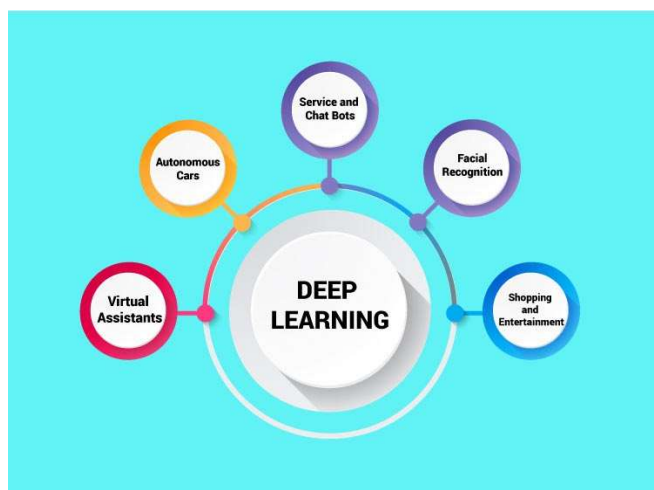 Service and
Chat Bots
Autonomous
Cars
Facial
Recognition
Virtual
Assistants
DEEP
LEARNING
Shopping
and
Entertainment